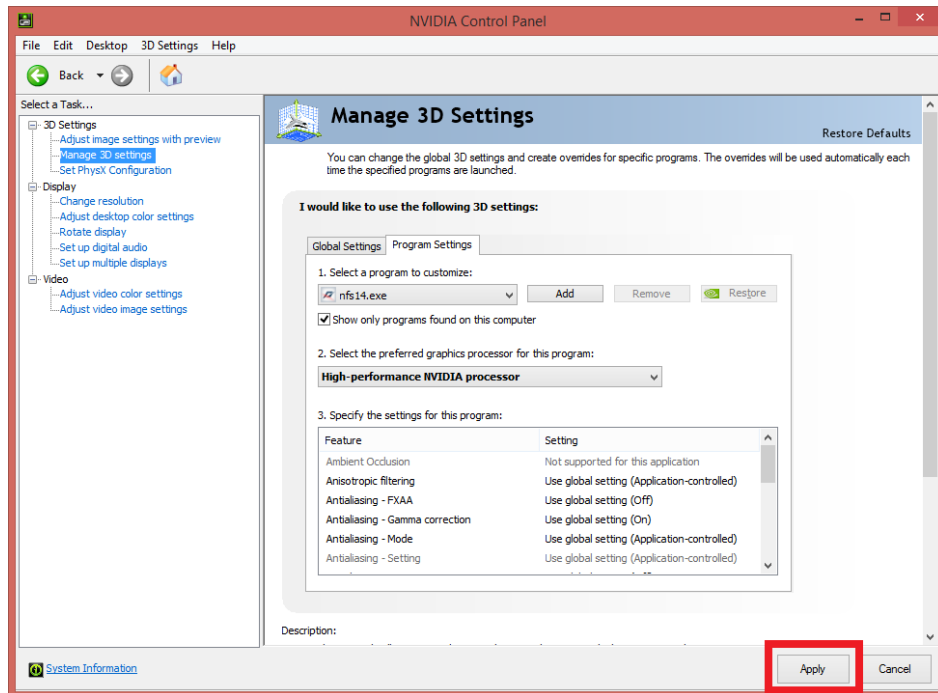 NVIDIA Control Panel
File Edit Desktop 3D Settings Help
Back
Select a Task...
3D Settings
Adjust image settings with preview
Manage 3D settings
Set PhysX Configuration
Display
Change resolution
Adjust desktop color settings
Rotate display
Set up digital audio
Set up multiple displays
Video
Adjust video color settings
Adjust video image settings
Manage 3D Settings
Restore Defaults
You can change the global 3D settings and create overrides for specific programs. The overrides will be used automatically each
time the specified programs are launched.
I would like to use the following 3D settings:
Global Settings Program Settings
1. Select a program to customize:
nfs14.exe Add Remove Restore
Show only programs found on this computer
2. Select the preferred graphics processor for this program:
High-performance NVIDIA processor
3. Specify the settings for this program:
Feature Setting
Ambient Occlusion Not supported for this application
Anisotropic filtering Use global setting (Application-controlled)
Antialiasing - FXAA Use global setting (Off)
Antialiasing - Gamma correction Use global setting (On)
Antialiasing - Mode Use global setting (Application-controlled)
Antialiasing - Setting Use global setting (Application-controlled)
Description:
System Information
Apply Cancel